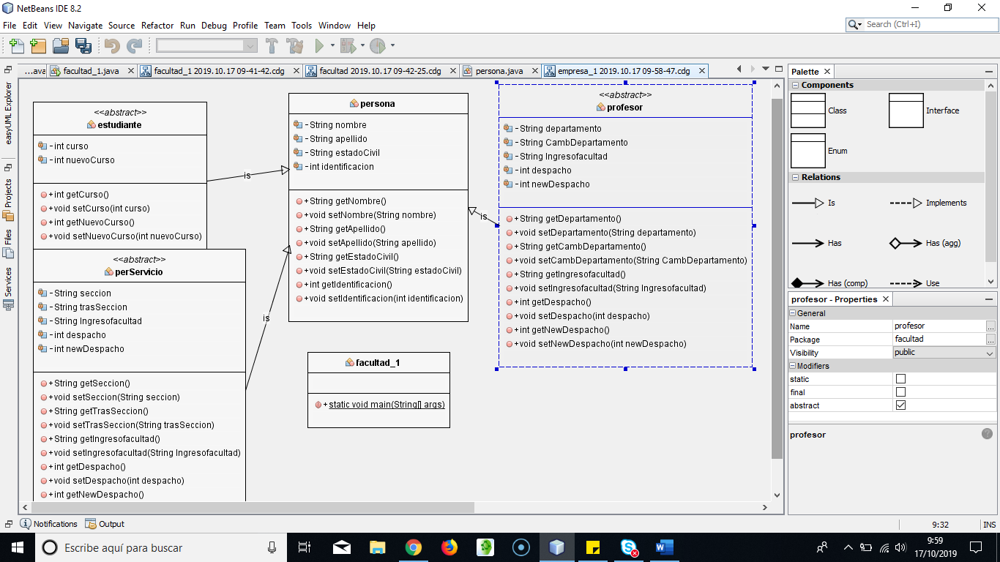 NetBeans IDE 8.2
File Edit View Navigate Source Refactor Run Debug Profile Team Tools Window Help
Search (Ctrl+I)
...ava
facultad_1.java
facultad_1 2019.10.17 09-41-42.cdg
facultad 2019.10.17 09-42-25.cdg
persona.java
empresa_1 2019.10.17 09-58-47.cdg
easyUML Explorer
Projects
Files
Services
<<abstract>>
estudiante
- int curso
- int nuevoCurso
+ int getCurso()
+ void setCurso(int curso)
+ int getNuevoCurso()
+ void setNuevoCurso(int nuevoCurso)
<<abstract>>
perServicio
- String seccion
- String trasSeccion
- String Ingresofacultad
- int despacho
- int newDespacho
+ String getSeccion()
+ void setSeccion(String seccion)
+ String getTrasSeccion()
+ void setTrasSeccion(String trasSeccion)
+ String getIngresofacultad()
+ void setIngresofacultad(String Ingresofacultad)
+ int getDespacho()
+ void setDespacho(int despacho)
+ int getNewDespacho()
is
is
is
persona
- String nombre
- String apellido
- String estadoCivil
- int identificacion
+ String getNombre()
+ void setNombre(String nombre)
+ String getApellido()
+ void setApellido(String apellido)
+ String getEstadoCivil()
+ void setEstadoCivil(String estadoCivil)
+ int getIdentificacion()
+ void setIdentificacion(int identificacion)
facultad_1
+ static void main(String[] args)
<<abstract>>
profesor
- String departamento
- String CambDepartamento
- String Ingresofacultad
- int despacho
- int newDespacho
+ String getDepartamento()
+ void setDepartamento(String departamento)
+ String getCambDepartamento()
+ void setCambDepartamento(String CambDepartamento)
+ String getIngresofacultad()
+ void setIngresofacultad(String Ingresofacultad)
+ int getDespacho()
+ void setDespacho(int despacho)
+ int getNewDespacho()
+ void setNewDespacho(int newDespacho)
Palette
Components
Class
Interface
Enum
Relations
Is
Implements
Has
Has (agg)
Has (comp)
Use
profesor - Properties
General
Name profesor ...
Package facultad ...
Visibility public
Modifiers
static
final
abstract
profesor
?
Notifications
Output
9:32
INS
Escribe aquí para buscar
9:59
17/10/2019